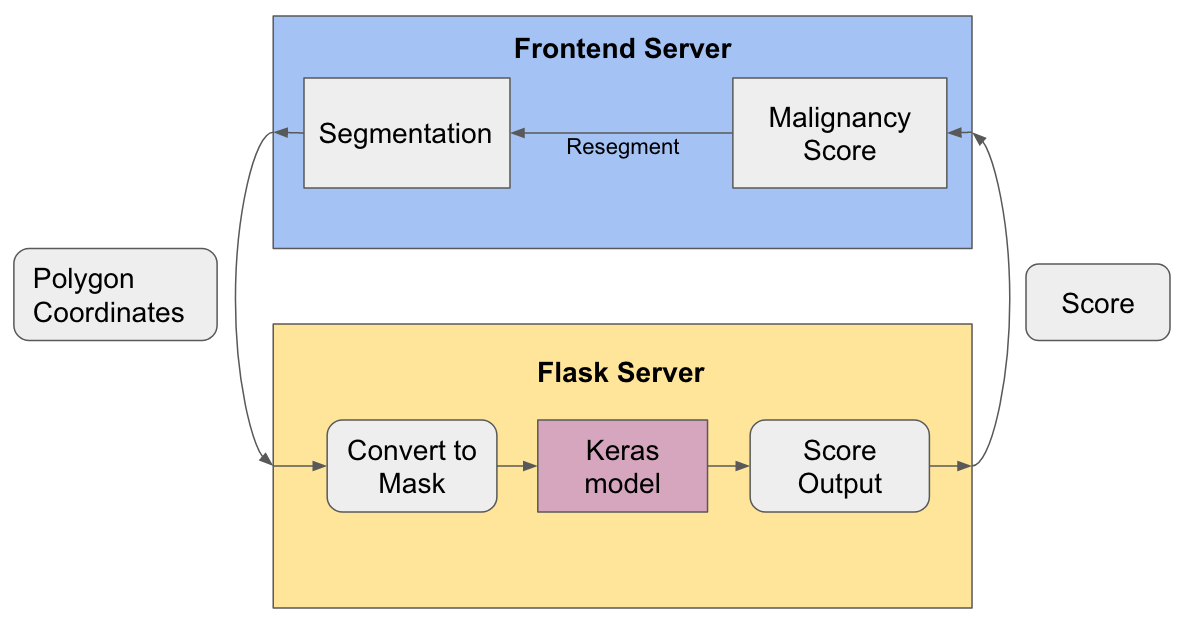 Frontend Server
Segmentation
Resegment
Malignancy
Score
Polygon
Coordinates
Score
Flask Server
Convert to
Mask
Keras
model
Score
Output